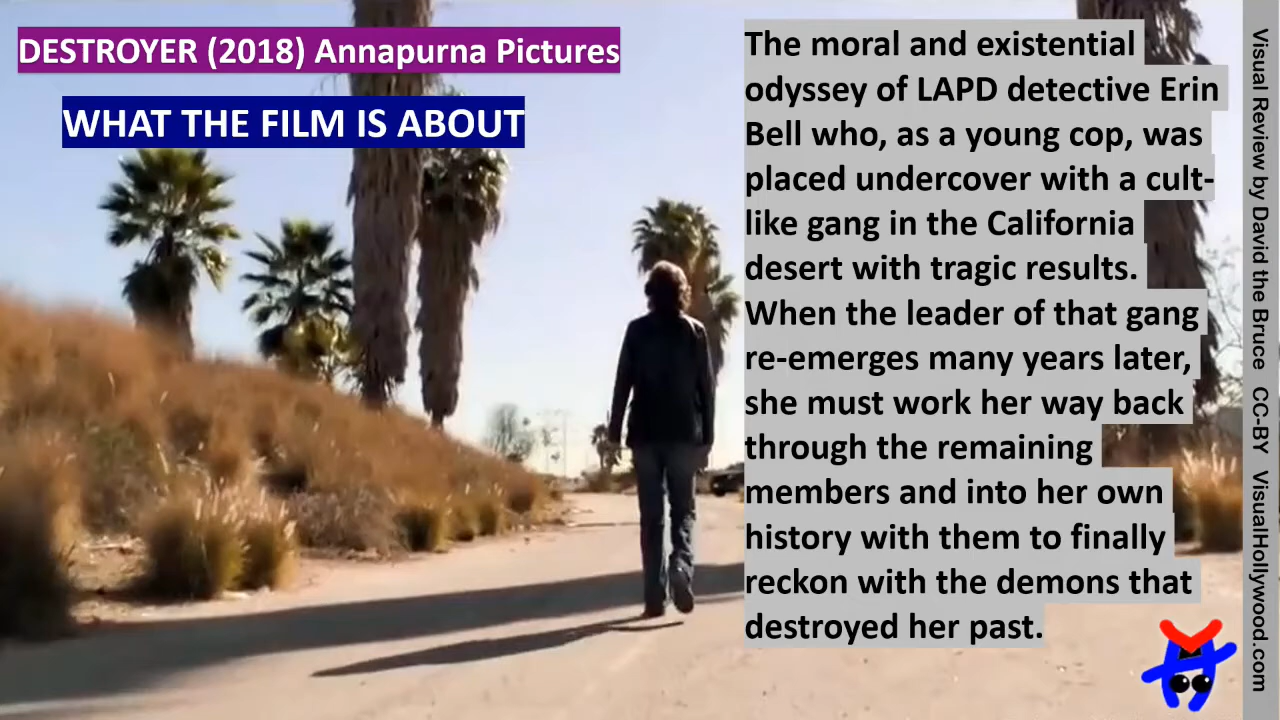 DESTROYER (2018) Annapurna Pictures
WHAT THE FILM IS ABOUT
The moral and existential
odyssey of LAPD detective Erin
Bell who, as a young cop, was
placed undercover with a cult-
like gang in the California
desert with tragic results.
When the leader of that gang
re-emerges many years later,
she must work her way back
through the remaining
members and into her own
history with them to finally
reckon with the demons that
destroyed her past.
Visual Review by David the Bruce CC-BY VisualHollywood.com